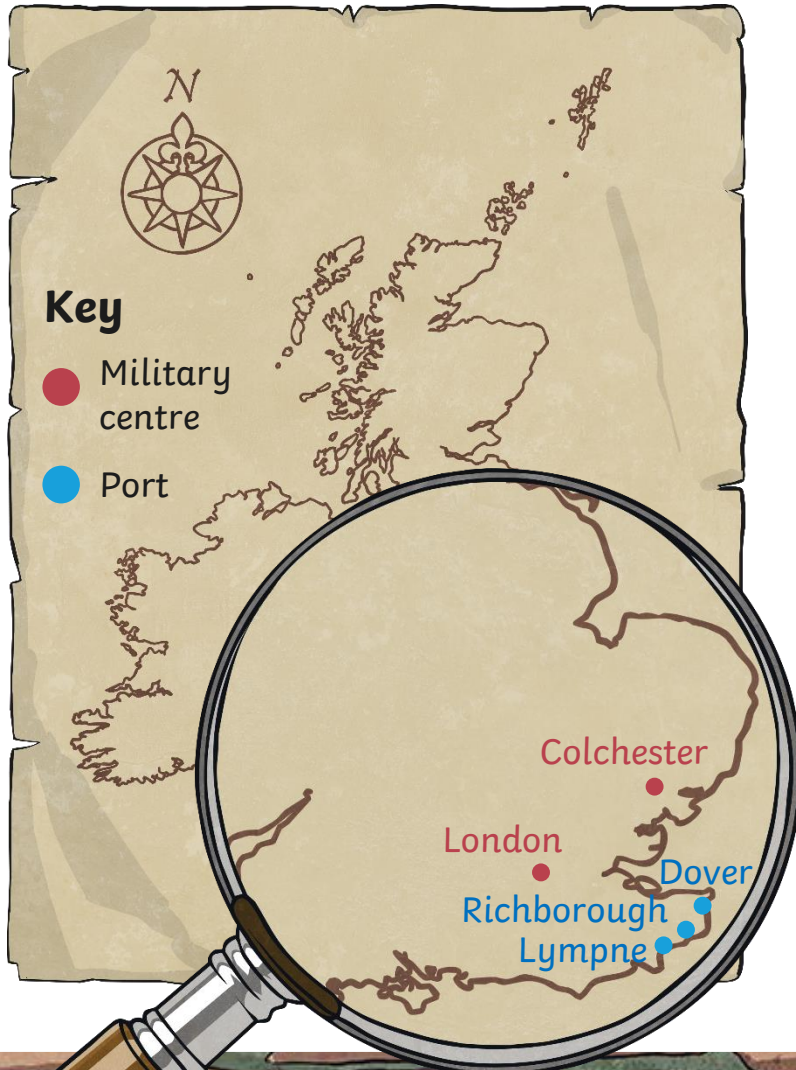 N
Key
Military
centre
Port
Colchester
London
Dover
Richborough
Lympne